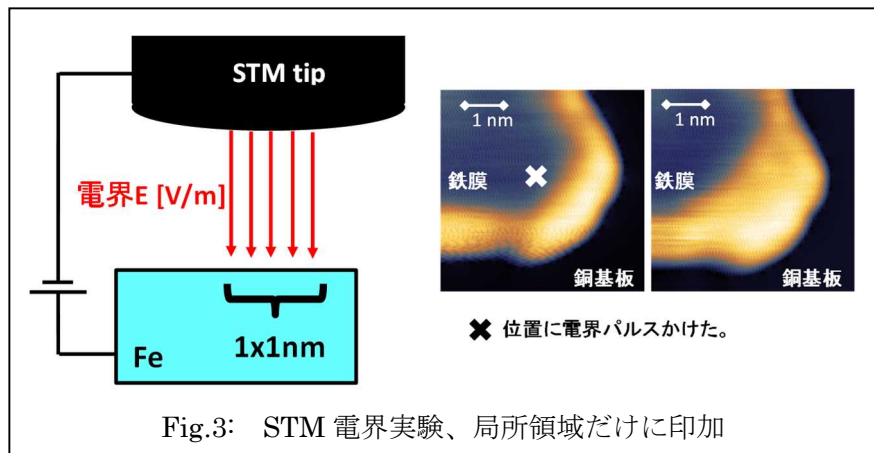 STM tip
電界E [V/m]
1x1nm
Fe
1 nm
鉄膜
銅基板
1 nm
鉄膜
銅基板
✖ 位置に電界パルスかけた。
Fig.3: STM 電界実験、局所領域だけに印加